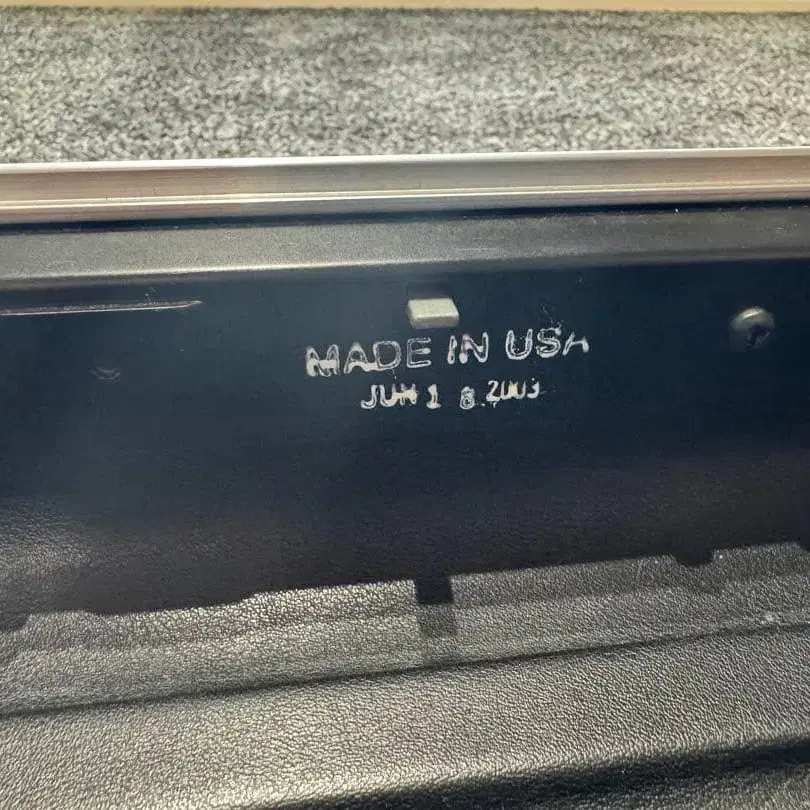 MADE IN USA
JUN 1 8 2003